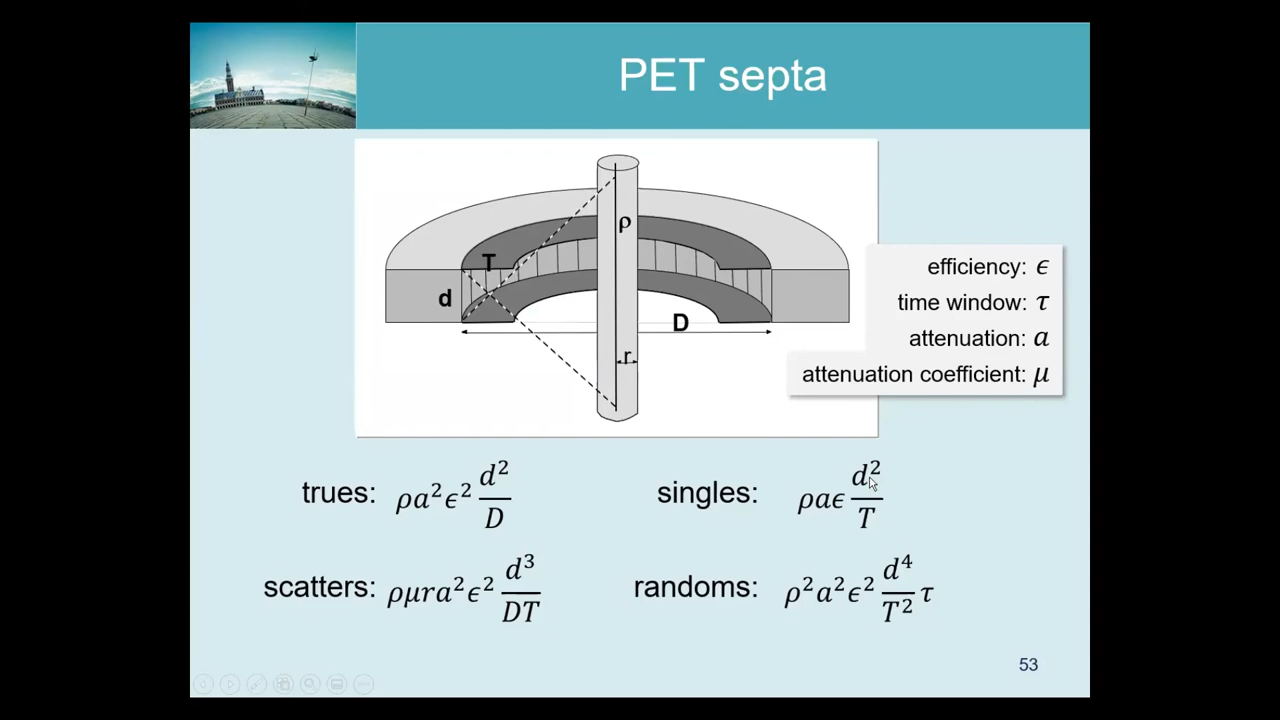 PET septa
ρ
T
d
D
r
efficiency: ϵ
time window: τ
attenuation: a
attenuation coefficient: μ
trues: ρa²ϵ² d²/D
singles: ρaϵ d²/T
scatters: ρμra²ϵ² d³/DT
randoms: ρ²a²ϵ² d⁴/T² τ
53